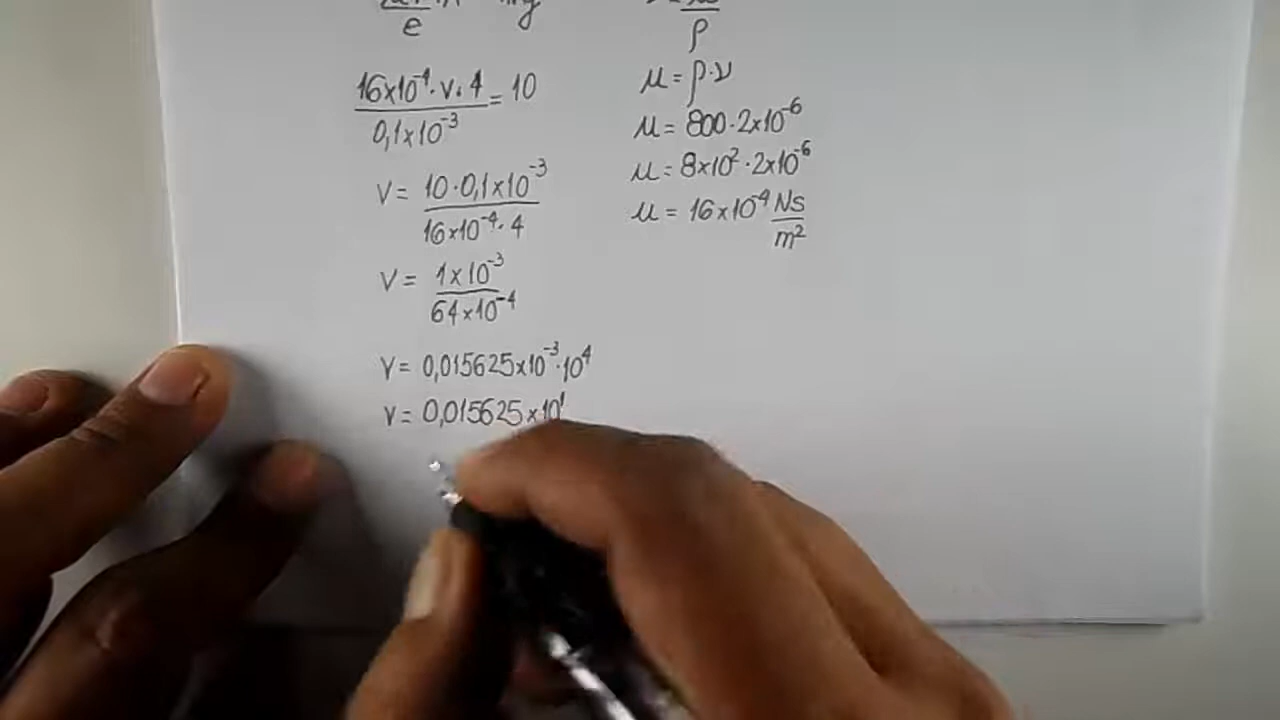 e
ρ
16x10⁻⁴·v·4 / 0,1x10⁻³ = 10
v = 10·0,1x10⁻³ / 16x10⁻⁴·4
v = 1x10⁻³ / 64x10⁻⁴
v = 0,015625x10⁻³·10⁴
v = 0,015625x10¹
μ = ρ·ν
μ = 800·2x10⁻⁶
μ = 8x10²·2x10⁻⁶
μ = 16x10⁻⁴ Ns/m²